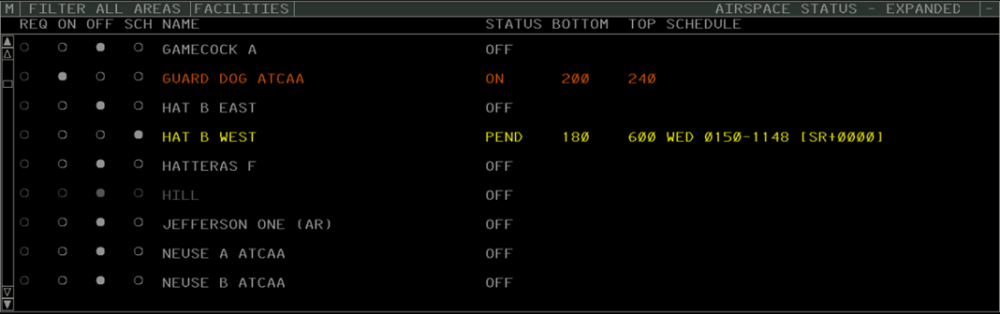 M FILTER ALL AREAS FACILITIES AIRSPACE STATUS - EXPANDED -
REQ ON OFF SCH NAME STATUS BOTTOM TOP SCHEDULE
GAMECOCK A OFF
GUARD DOG ATCAA ON 200 240
HAT B EAST OFF
HAT B WEST PEND 180 600 WED 0150-1148 [SR+0000]
HATTERAS F OFF
HILL OFF
JEFFERSON ONE (AR) OFF
NEUSE A ATCAA OFF
NEUSE B ATCAA OFF